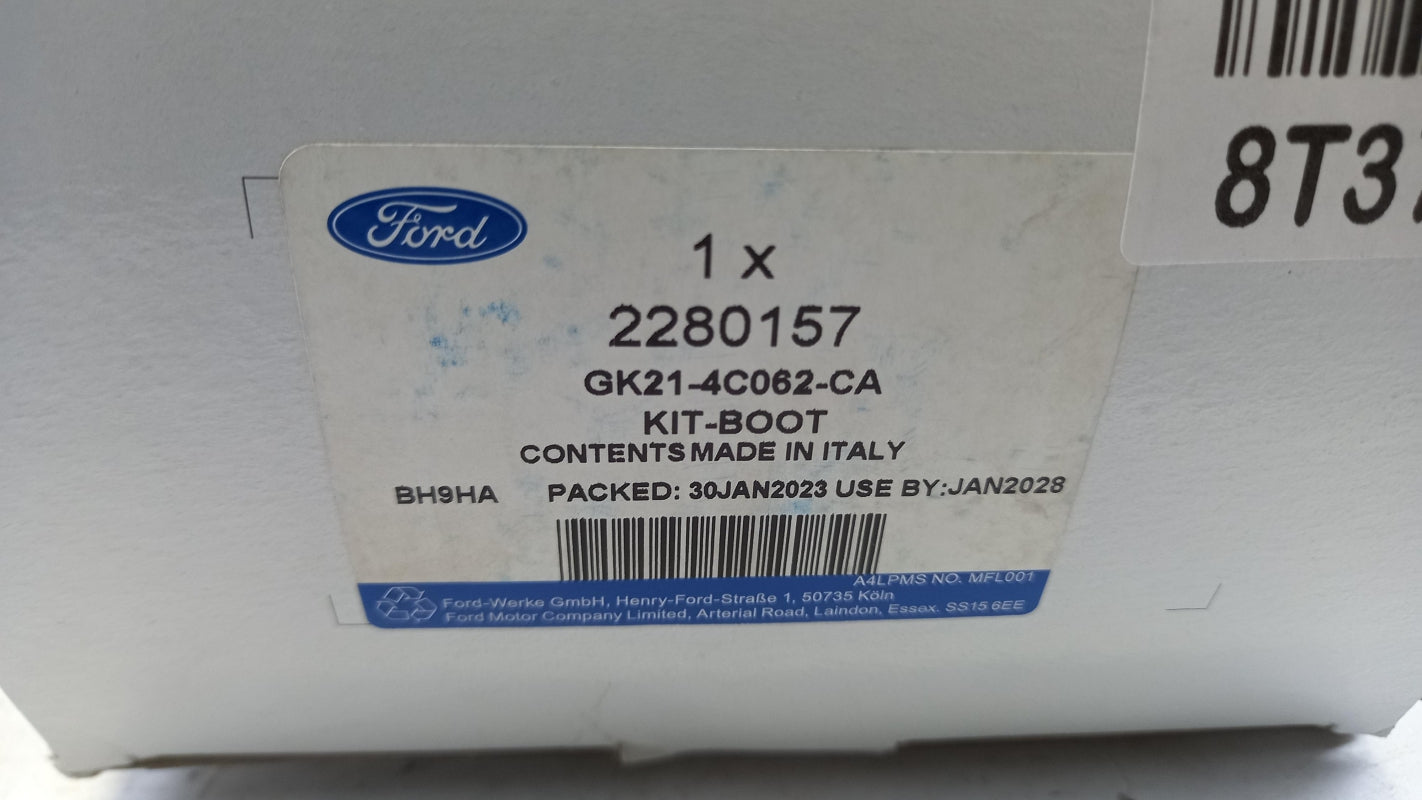 8T3
Ford
1 x
2280157
GK21-4C062-CA
KIT-BOOT
CONTENTS MADE IN ITALY
BH9HA PACKED: 30JAN2023 USE BY:JAN2028
A4LPMS NO. MFL001
Ford-Werke GmbH, Henry-Ford-Straße 1, 50735 Köln
Ford Motor Company Limited, Arterial Road, Laindon, Essex. SS15 6EE